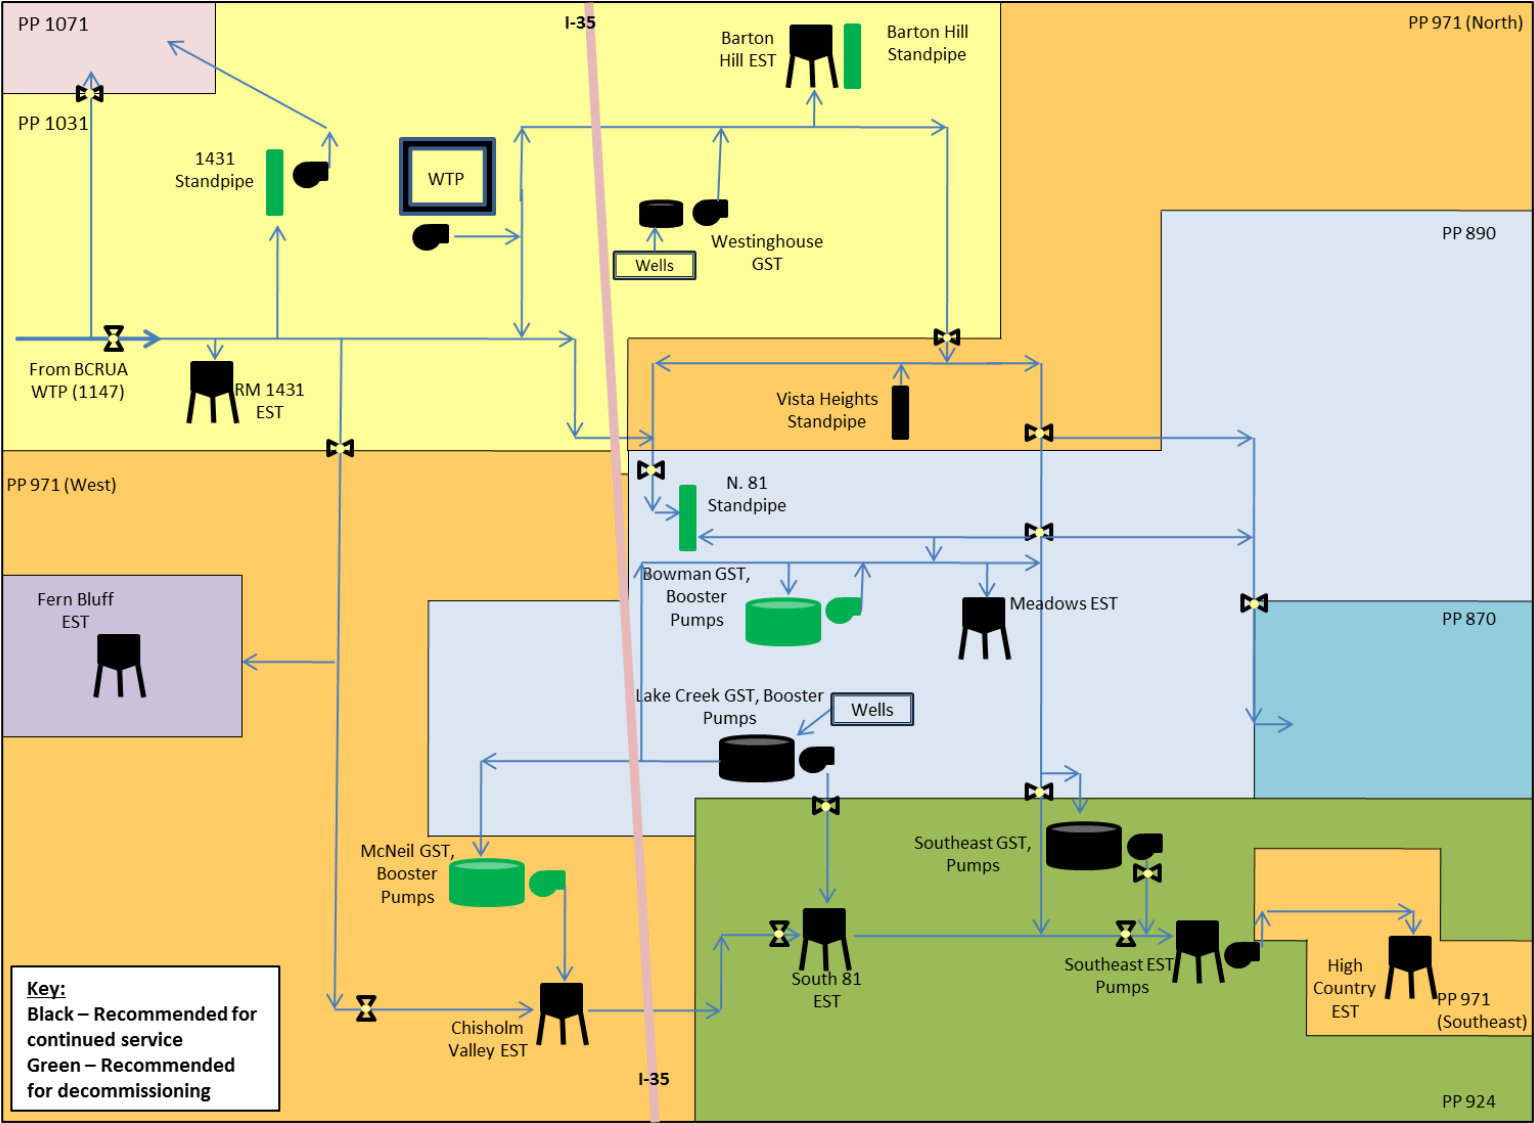 PP 1071
I-35
Barton
Hill EST
Barton Hill
Standpipe
PP 971 (North)
PP 1031
1431
Standpipe
WTP
Westinghouse
GST
Wells
PP 890
From BCRUA
WTP (1147)
RM 1431
EST
Vista Heights
Standpipe
PP 971 (West)
N. 81
Standpipe
Fern Bluff
EST
Bowman GST,
Booster
Pumps
Meadows EST
PP 870
Lake Creek GST, Booster
Pumps
Wells
McNeil GST,
Booster
Pumps
Southeast GST,
Pumps
South 81
EST
Southeast EST
Pumps
High
Country
EST
PP 971
(Southeast)
Chisholm
Valley EST
Key:
Black – Recommended for
continued service
Green – Recommended
for decommissioning
I-35
PP 924